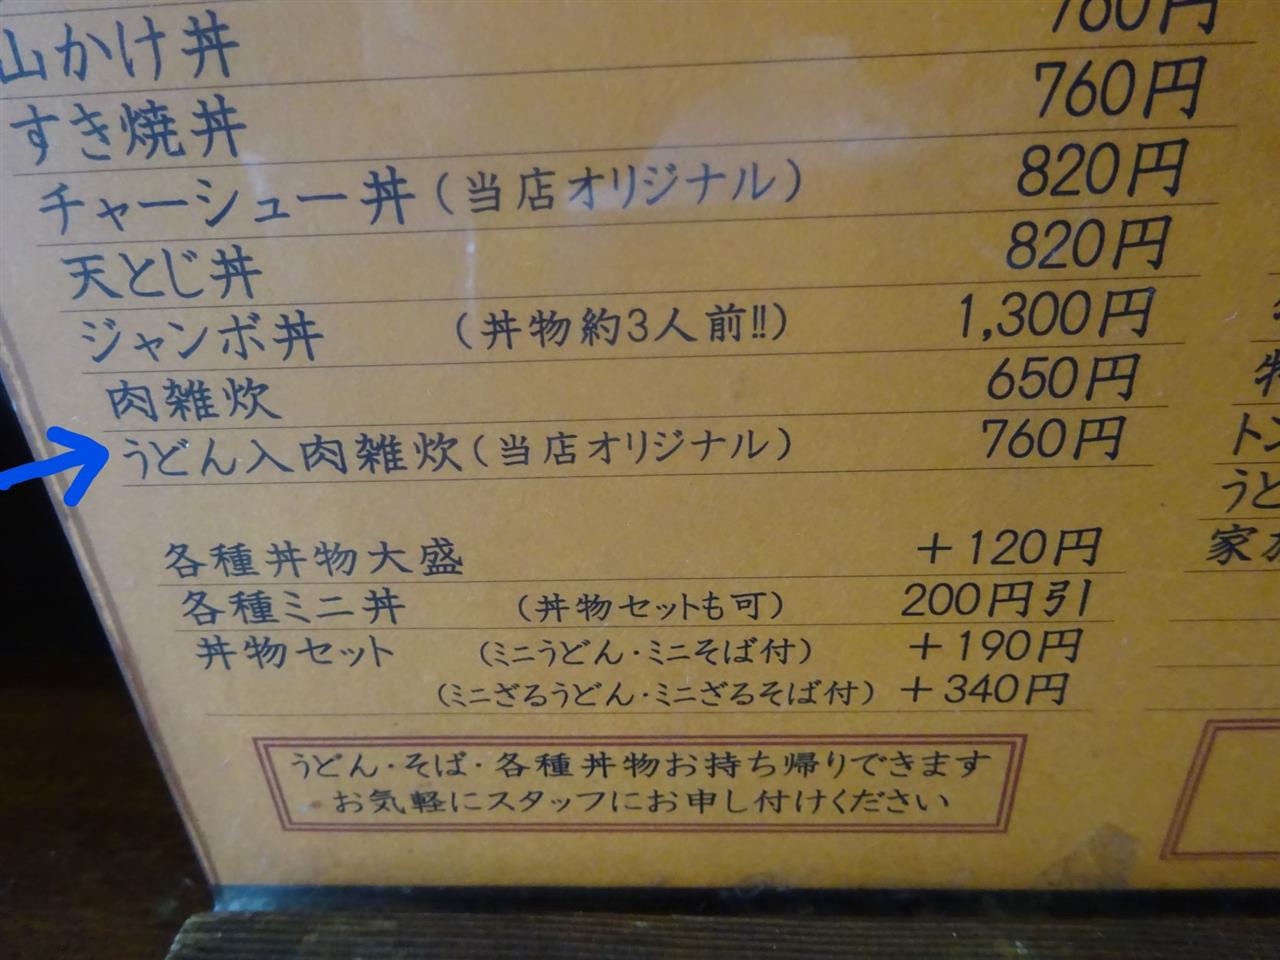 760円
山かけ丼 760円
すき焼丼 820円
チャーシュー丼(当店オリジナル) 820円
天とじ丼 1,300円
ジャンボ丼 (丼物約3人前!!) 650円
肉雑炊 760円
うどん入肉雑炊(当店オリジナル)
各種丼物大盛 +120円
各種ミニ丼 (丼物セットも可) 200円引
丼物セット (ミニうどん・ミニそば付) +190円
(ミニざるうどん・ミニざるそば付) +340円
うどん・そば・各種丼物お持ち帰りできます
お気軽にスタッフにお申し付けください
うど